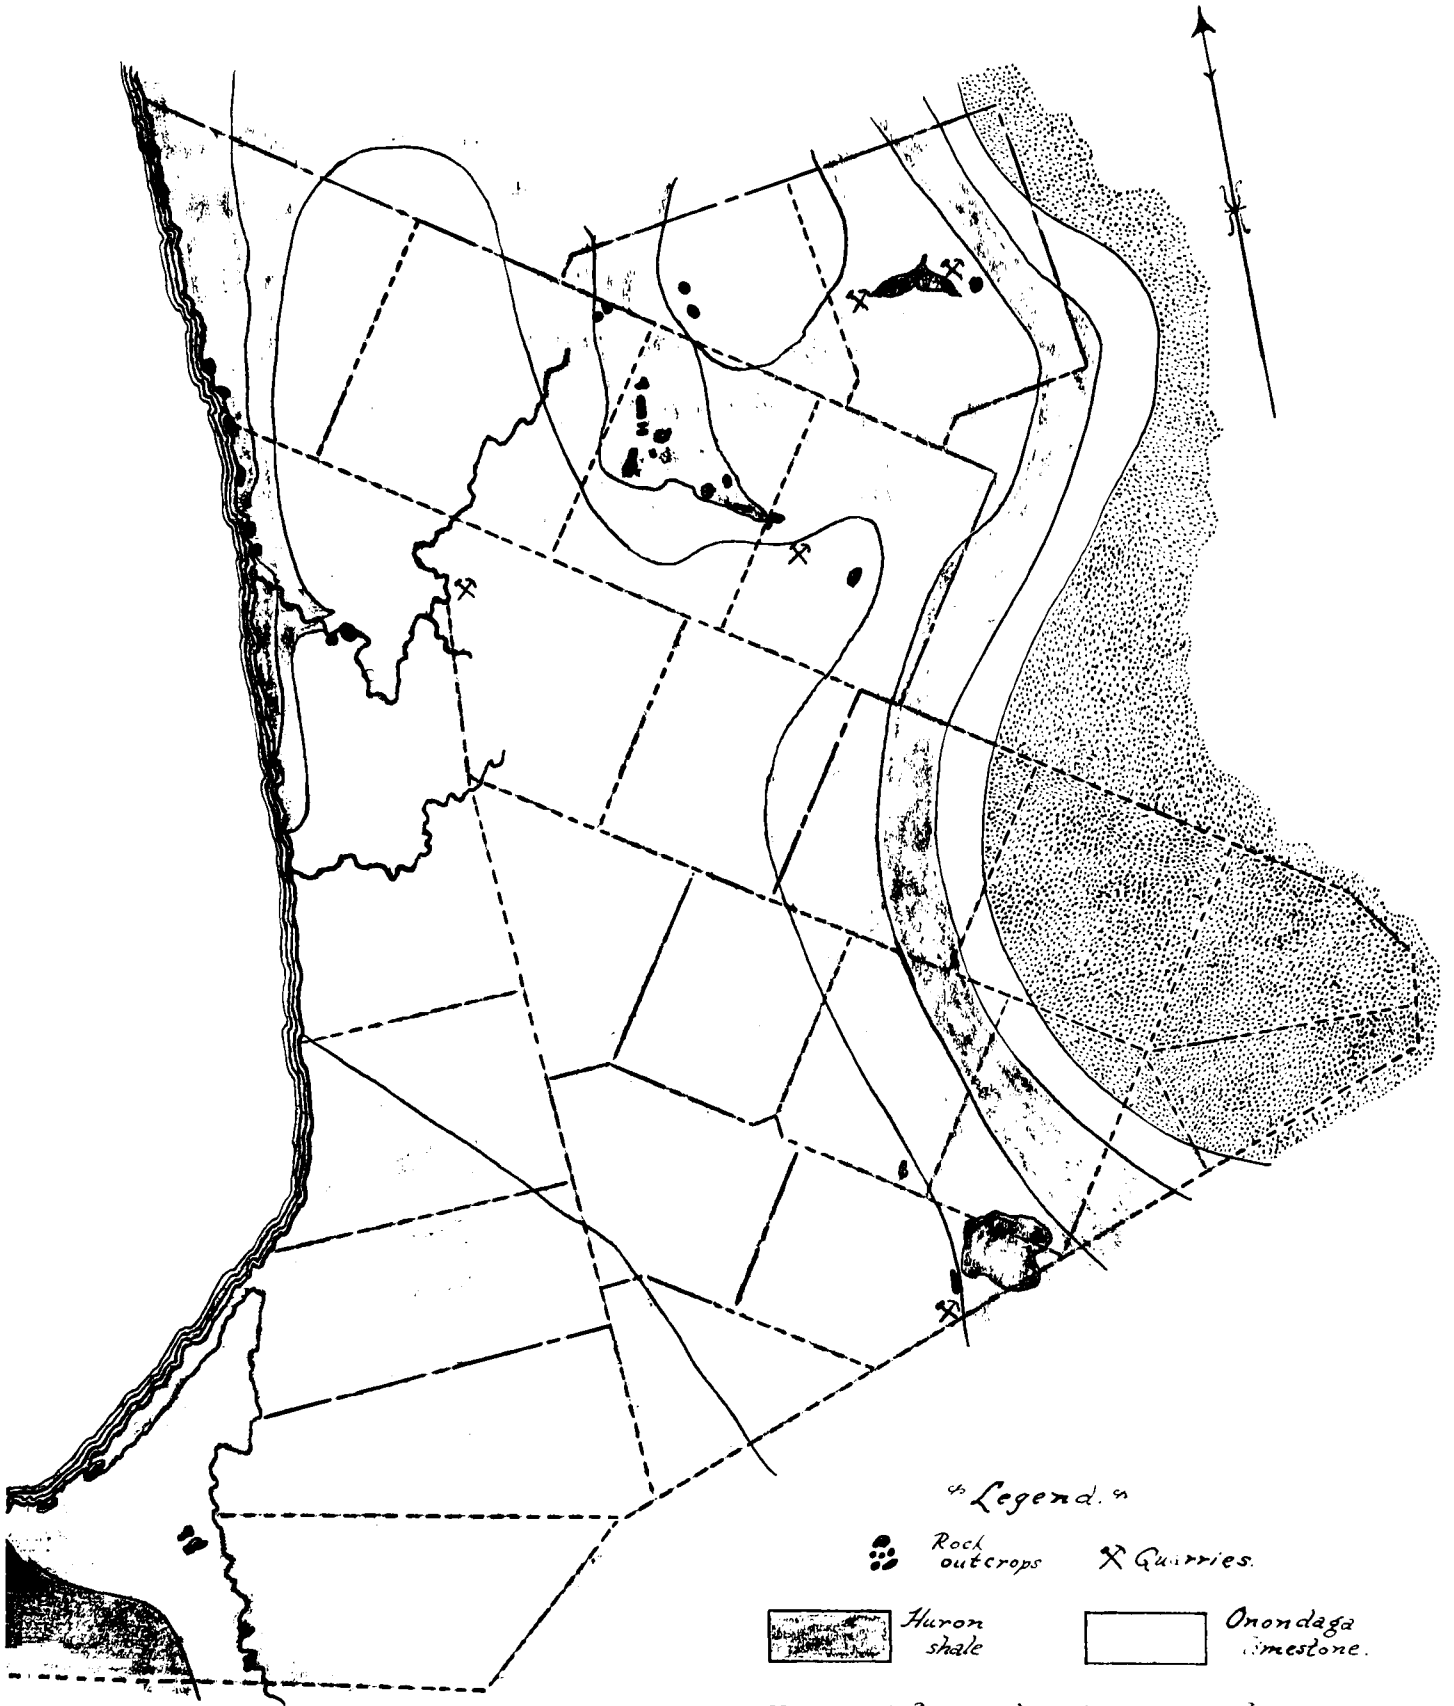 Legend.
Rock
outcrops
Quarries.
Huron
shale
Onondaga
limestone.